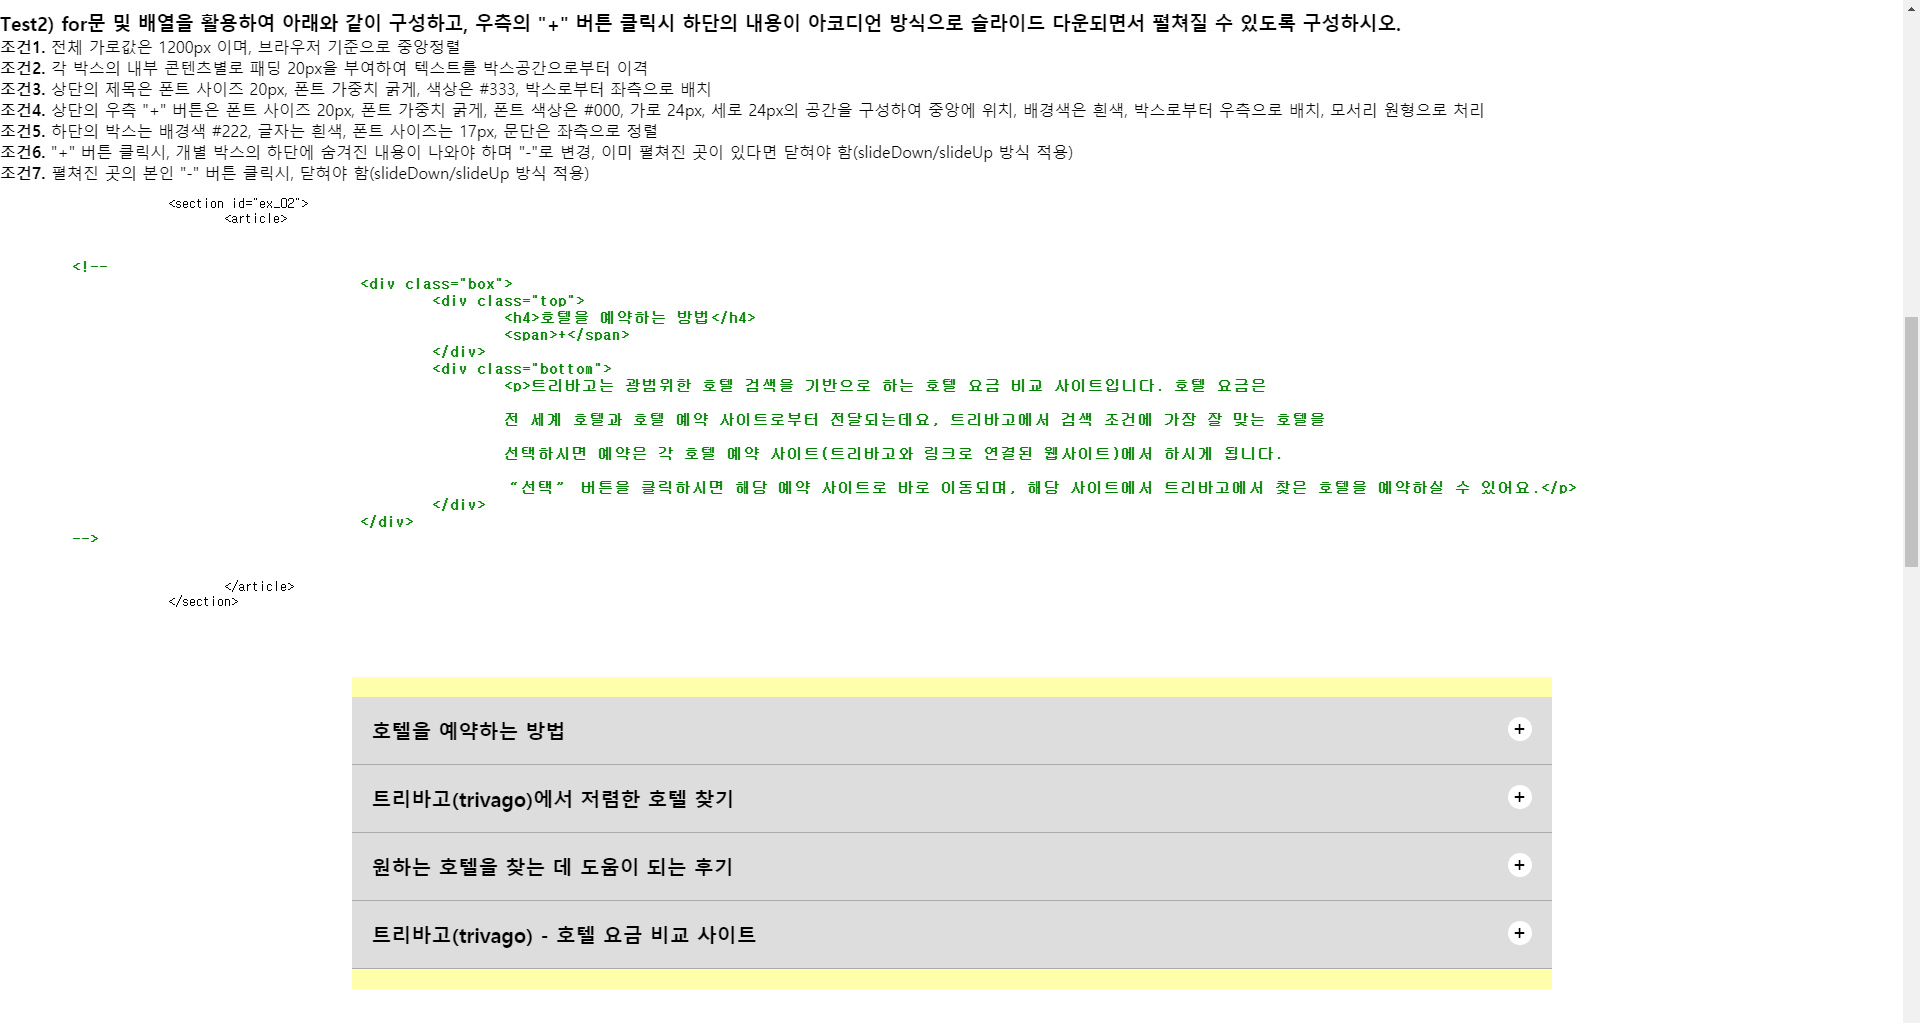 Test2) for문 및 배열을 활용하여 아래와 같이 구성하고, 우측의 "+" 버튼 클릭시 하단의 내용이 아코디언 방식으로 슬라이드 다운되면서 펼쳐질 수 있도록 구성하시오.
조건1. 전체 가로값은 1200px 이며, 브라우저 기준으로 중앙정렬
조건2. 각 박스의 내부 콘텐츠별로 패딩 20px을 부여하여 텍스트를 박스공간으로부터 이격
조건3. 상단의 제목은 폰트 사이즈 20px, 폰트 가중치 굵게, 색상은 #333, 박스로부터 좌측으로 배치
조건4. 상단의 우측 "+" 버튼은 폰트 사이즈 20px, 폰트 가중치 굵게, 폰트 색상은 #000, 가로 24px, 세로 24px의 공간을 구성하여 중앙에 위치, 배경색은 흰색, 박스로부터 우측으로 배치, 모서리 원형으로 처리
조건5. 하단의 박스는 배경색 #222, 글자는 흰색, 폰트 사이즈는 17px, 문단은 좌측으로 정렬
조건6. "+" 버튼 클릭시, 개별 박스의 하단에 숨겨진 내용이 나와야 하며 "-"로 변경, 이미 펼쳐진 곳이 있다면 닫혀야 함(slideDown/slideUp 방식 적용)
조건7. 펼쳐진 곳의 본인 "-" 버튼 클릭시, 닫혀야 함(slideDown/slideUp 방식 적용)
<section id="ex_02">
<article>
<!--
<div class="box">
<div class="top">
<h4>호텔을 예약하는 방법</h4>
<span>+</span>
</div>
<div class="bottom">
<p>트리바고는 광범위한 호텔 검색을 기반으로 하는 호텔 요금 비교 사이트입니다. 호텔 요금은
전 세계 호텔과 호텔 예약 사이트로부터 전달되는데요, 트리바고에서 검색 조건에 가장 잘 맞는 호텔을
선택하시면 예약은 각 호텔 예약 사이트(트리바고와 링크로 연결된 웹사이트)에서 하시게 됩니다.
“선택” 버튼을 클릭하시면 해당 예약 사이트로 바로 이동되며, 해당 사이트에서 트리바고에서 찾은 호텔을 예약하실 수 있어요.</p>
</div>
</div>
-->
</article>
</section>
호텔을 예약하는 방법 +
트리바고(trivago)에서 저렴한 호텔 찾기 +
원하는 호텔을 찾는 데 도움이 되는 후기 +
트리바고(trivago) - 호텔 요금 비교 사이트 +